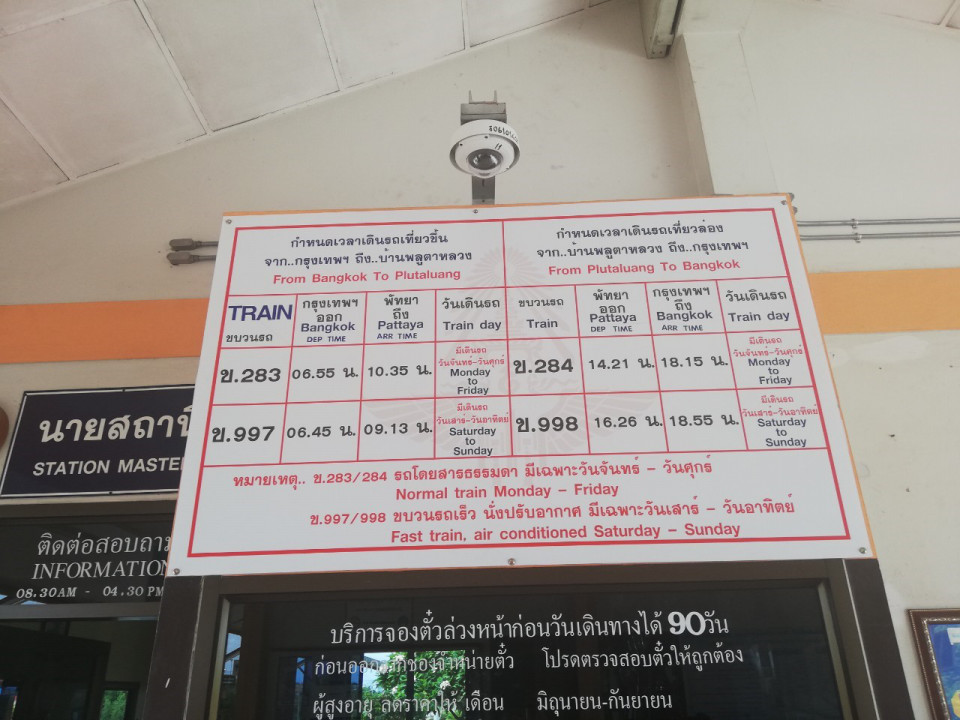 กำหนดเวลาเดินรถเที่ยวขึ้น
จาก..กรุงเทพฯ ถึง..บ้านพลูตาหลวง
From Bangkok To Plutaluang
กำหนดเวลาเดินรถเที่ยวล่อง
จาก..บ้านพลูตาหลวง ถึง..กรุงเทพฯ
From Plutaluang To Bangkok
TRAIN
ขบวนรถ
กรุงเทพฯ
ออก
Bangkok
DEP TIME
พัทยา
ถึง
Pattaya
ARR TIME
วันเดินรถ
Train day
ขบวนรถ
Train
พัทยา
ออก
Pattaya
DEP TIME
กรุงเทพฯ
ถึง
Bangkok
ARR TIME
วันเดินรถ
Train day
ข.283
06.55 น.
10.35 น.
มีเดินรถ
วันจันทร์-วันศุกร์
Monday
to
Friday
ข.284
14.21 น.
18.15 น.
มีเดินรถ
วันจันทร์-วันศุกร์
Monday
to
Friday
ข.997
06.45 น.
09.13 น.
มีเดินรถ
วันเสาร์-วันอาทิตย์
Saturday
to
Sunday
ข.998
16.26 น.
18.55 น.
มีเดินรถ
วันเสาร์-วันอาทิตย์
Saturday
to
Sunday
หมายเหตุ.. ข.283/284 รถโดยสารธรรมดา มีเฉพาะวันจันทร์ - วันศุกร์
Normal train Monday - Friday
ข.997/998 ขบวนรถเร็ว นั่งปรับอากาศ มีเฉพาะวันเสาร์ - วันอาทิตย์
Fast train, air conditioned Saturday - Sunday
นายสถานี
STATION MASTE
ติดต่อสอบถาม
INFORMATION
08.30 AM - 04.30 PM
บริการจองตั๋วล่วงหน้าก่อนวันเดินทางได้ 90วัน
ช่องจำหน่ายตั๋ว โปรดตรวจสอบตั๋วให้ถูกต้อง
ผู้สูงอายุ ลดราคาให้ เดือน มิถุนายน-กันยายน